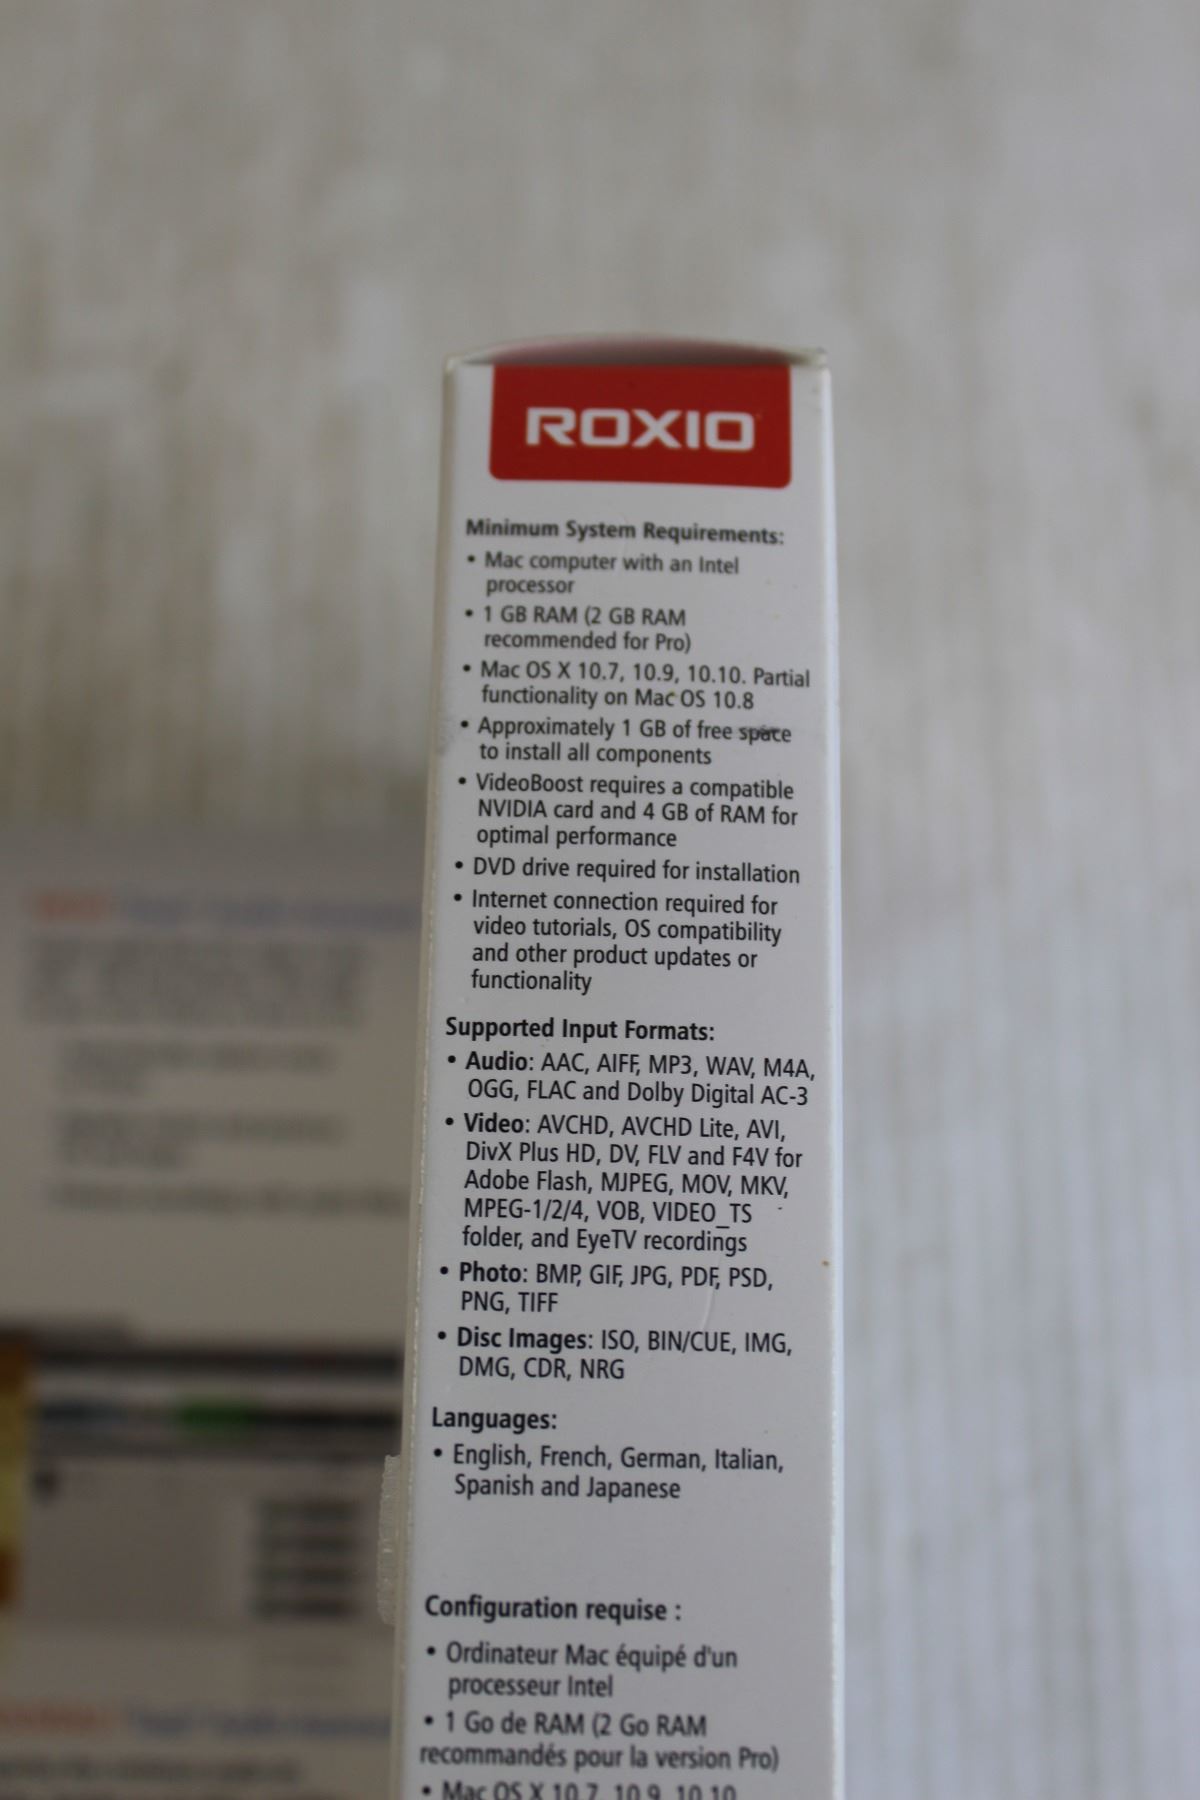 ROXIO
Minimum System Requirements:
• Mac computer with an Intel
processor
• 1 GB RAM (2 GB RAM
recommended for Pro)
• Mac OS X 10.7, 10.9, 10.10. Partial
functionality on Mac OS 10.8
• Approximately 1 GB of free space
to install all components
• VideoBoost requires a compatible
NVIDIA card and 4 GB of RAM for
optimal performance
• DVD drive required for installation
• Internet connection required for
video tutorials, OS compatibility
and other product updates or
functionality
Supported Input Formats:
• Audio: AAC, AIFF, MP3, WAV, M4A,
OGG, FLAC and Dolby Digital AC-3
• Video: AVCHD, AVCHD Lite, AVI,
DivX Plus HD, DV, FLV and F4V for
Adobe Flash, MJPEG, MOV, MKV,
MPEG-1/2/4, VOB, VIDEO_TS
folder, and EyeTV recordings
• Photo: BMP, GIF, JPG, PDF, PSD,
PNG, TIFF
• Disc Images: ISO, BIN/CUE, IMG,
DMG, CDR, NRG
Languages:
• English, French, German, Italian,
Spanish and Japanese
Configuration requise :
• Ordinateur Mac équipé d'un
processeur Intel
• 1 Go de RAM (2 Go RAM
recommandés pour la version Pro)
• Mac OS X 10.7, 10.9, 10.10